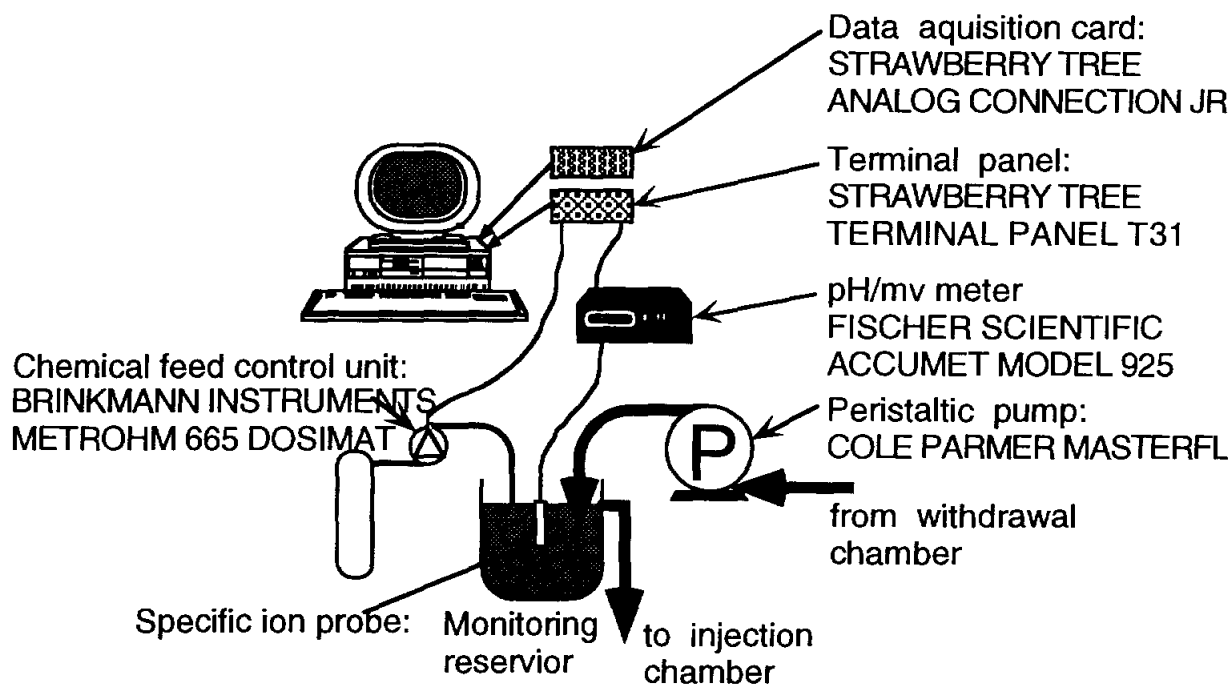 Data aquisition card:
STRAWBERRY TREE
ANALOG CONNECTION JR
Terminal panel:
STRAWBERRY TREE
TERMINAL PANEL T31
pH/mv meter
FISCHER SCIENTIFIC
ACCUMET MODEL 925
Chemical feed control unit:
BRINKMANN INSTRUMENTS
METROHM 665 DOSIMAT
Peristaltic pump:
COLE PARMER MASTERFL
P
from withdrawal
chamber
Specific ion probe:
Monitoring
reservior
to injection
chamber